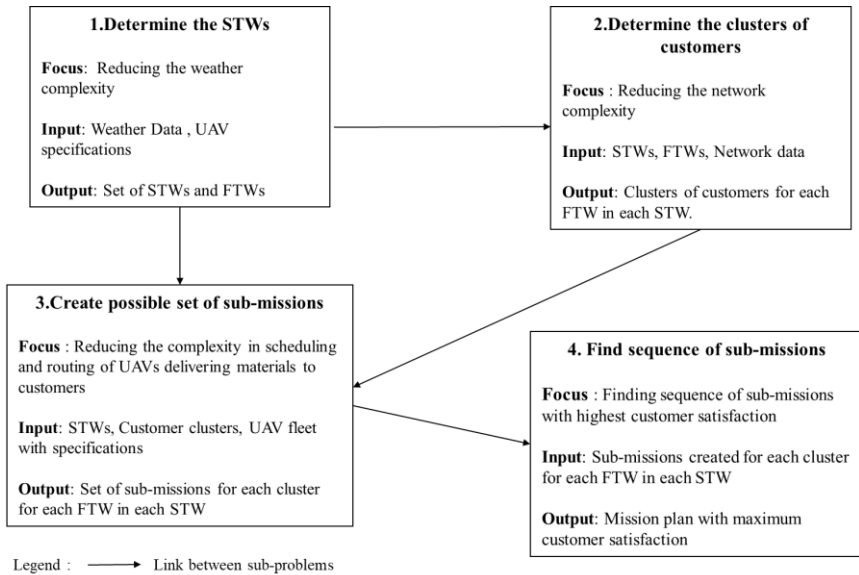 1.Determine the STWs
Focus: Reducing the weather
complexity
Input: Weather Data , UAV
specifications
Output: Set of STWs and FTWs
2.Determine the clusters of
customers
Focus : Reducing the network
complexity
Input: STWs, FTWs, Network data
Output: Clusters of customers for each
FTW in each STW.
3.Create possible set of sub-missions
Focus : Reducing the complexity in scheduling
and routing of UAVs delivering materials to
customers
Input: STWs, Customer clusters, UAV fleet
with specifications
Output: Set of sub-missions for each cluster
for each FTW in each STW
4. Find sequence of sub-missions
Focus : Finding sequence of sub-missions
with highest customer satisfaction
Input: Sub-missions created for each cluster
for each FTW in each STW
Output: Mission plan with maximum
customer satisfaction
Legend : Link between sub-problems